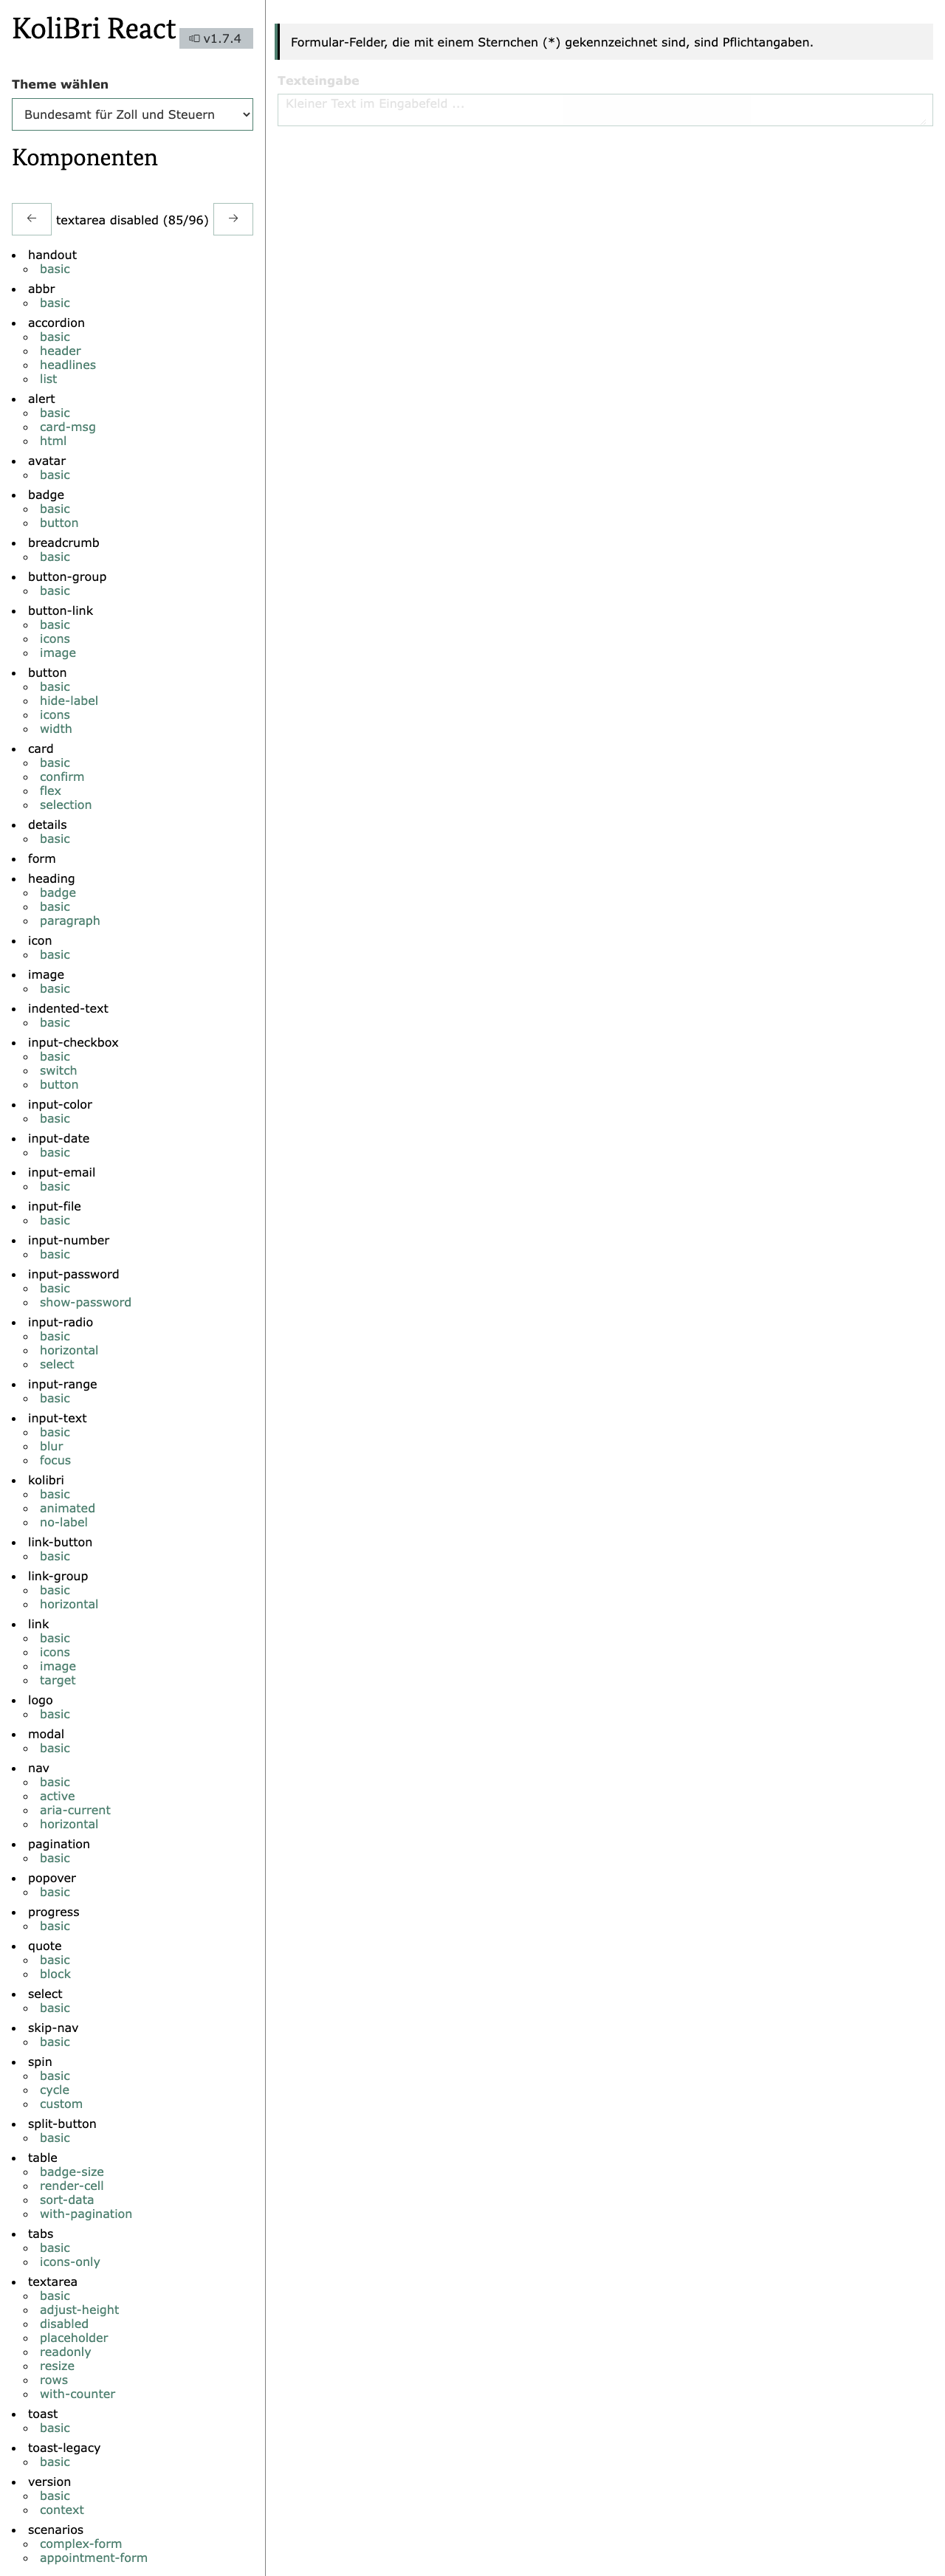 KoliBri React
v1.7.4
Theme wählen
Bundesamt für Zoll und Steuern
Komponenten
← textarea disabled (85/96) →
handout
basic
abbr
basic
accordion
basic
header
headlines
list
alert
basic
card-msg
html
avatar
basic
badge
basic
button
breadcrumb
basic
button-group
basic
button-link
basic
icons
image
button
basic
hide-label
icons
width
card
basic
confirm
flex
selection
details
basic
form
heading
badge
basic
paragraph
icon
basic
image
basic
indented-text
basic
input-checkbox
basic
switch
button
input-color
basic
input-date
basic
input-email
basic
input-file
basic
input-number
basic
input-password
basic
show-password
input-radio
basic
horizontal
select
input-range
basic
input-text
basic
blur
focus
kolibri
basic
animated
no-label
link-button
basic
link-group
basic
horizontal
link
basic
icons
image
target
logo
basic
modal
basic
nav
basic
active
aria-current
horizontal
pagination
basic
popover
basic
progress
basic
quote
basic
block
select
basic
skip-nav
basic
spin
basic
cycle
custom
split-button
basic
table
badge-size
render-cell
sort-data
with-pagination
tabs
basic
icons-only
textarea
basic
adjust-height
disabled
placeholder
readonly
resize
rows
with-counter
toast
basic
toast-legacy
basic
version
basic
context
scenarios
complex-form
appointment-form
Formular-Felder, die mit einem Sternchen (*) gekennzeichnet sind, sind Pflichtangaben.
Texteingabe
Kleiner Text im Eingabefeld ...